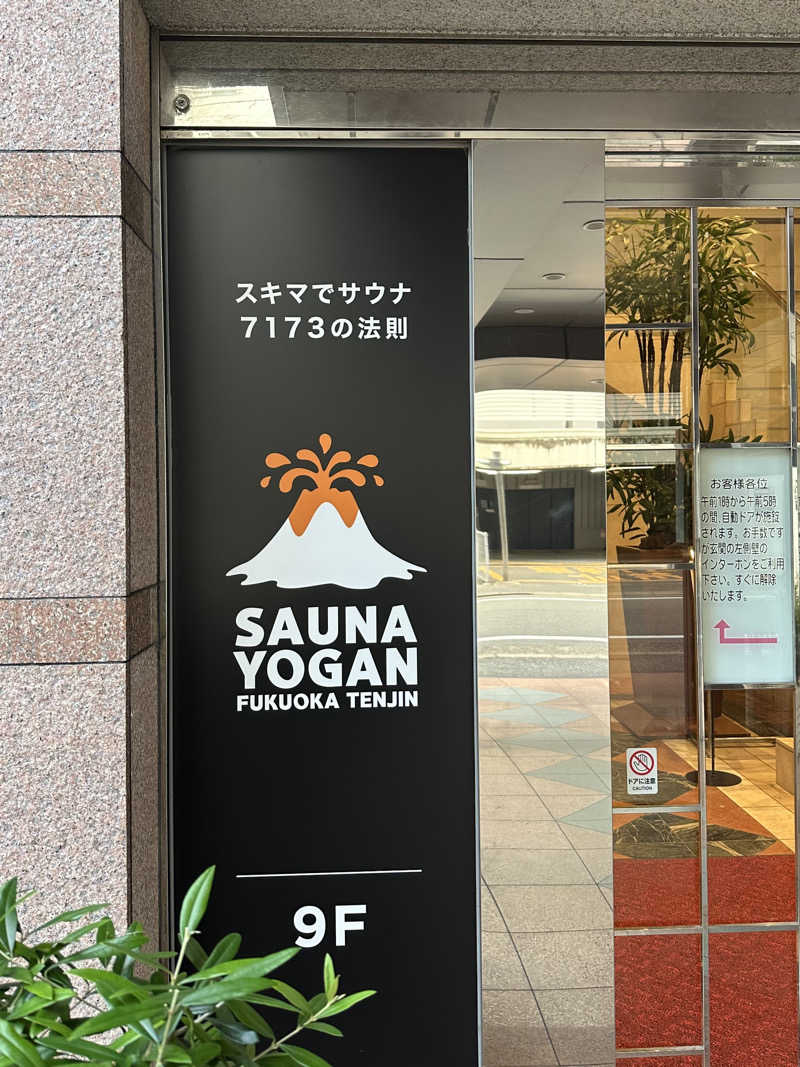 スキマでサウナ
7173の法則
SAUNA
YOGAN
FUKUOKA TENJIN
9F
お客様各位
午前1時から午前5時
の間、自動ドアが施錠
されます。お手数です
が玄関の左側壁の
インターホンをご利用
下さい。すぐに解除
いたします。
ドアに注意
CAUTION